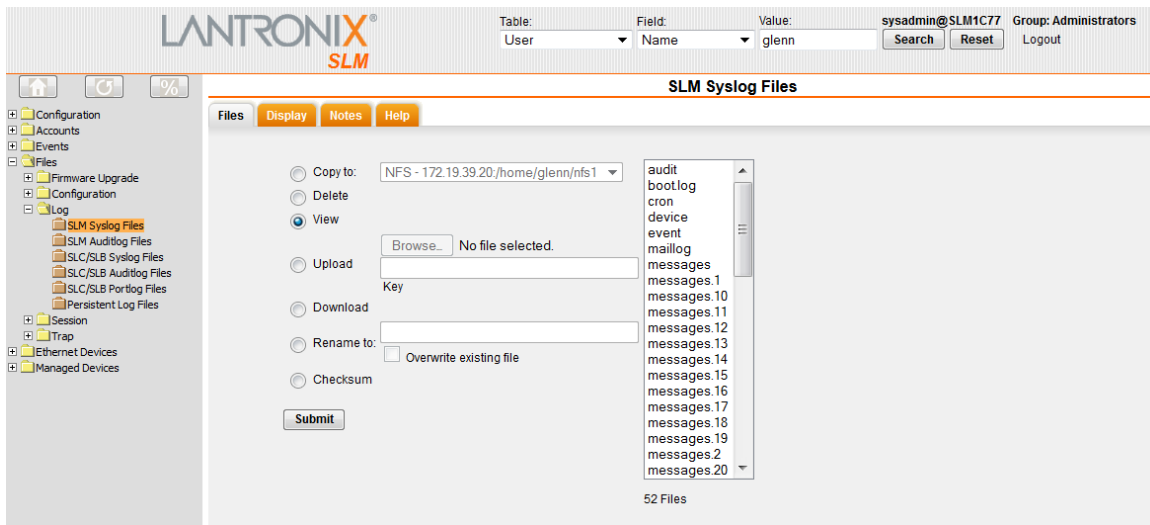 LANTRONIX®
SLM
Table:
Field:
Value:
sysadmin@SLM1C77
Group: Administrators
User
Name
glenn
Search
Reset
Logout
SLM Syslog Files
Configuration
Accounts
Events
Files
Firmware Upgrade
Configuration
Log
SLM Syslog Files
SLM Auditlog Files
SLC/SLB Syslog Files
SLC/SLB Auditlog Files
SLC/SLB Portlog Files
Persistent Log Files
Session
Trap
Ethernet Devices
Managed Devices
Files
Display
Notes
Help
Copy to:
NFS - 172.19.39.20:/home/glenn/nfs1
Delete
View
Browse_
No file selected.
Upload
Key
Download
Rename to:
Overwrite existing file
Checksum
Submit
audit
boot.log
cron
device
event
maillog
messages
messages.1
messages.10
messages.11
messages.12
messages.13
messages.14
messages.15
messages.16
messages.17
messages.18
messages.19
messages.2
messages.20
52 Files